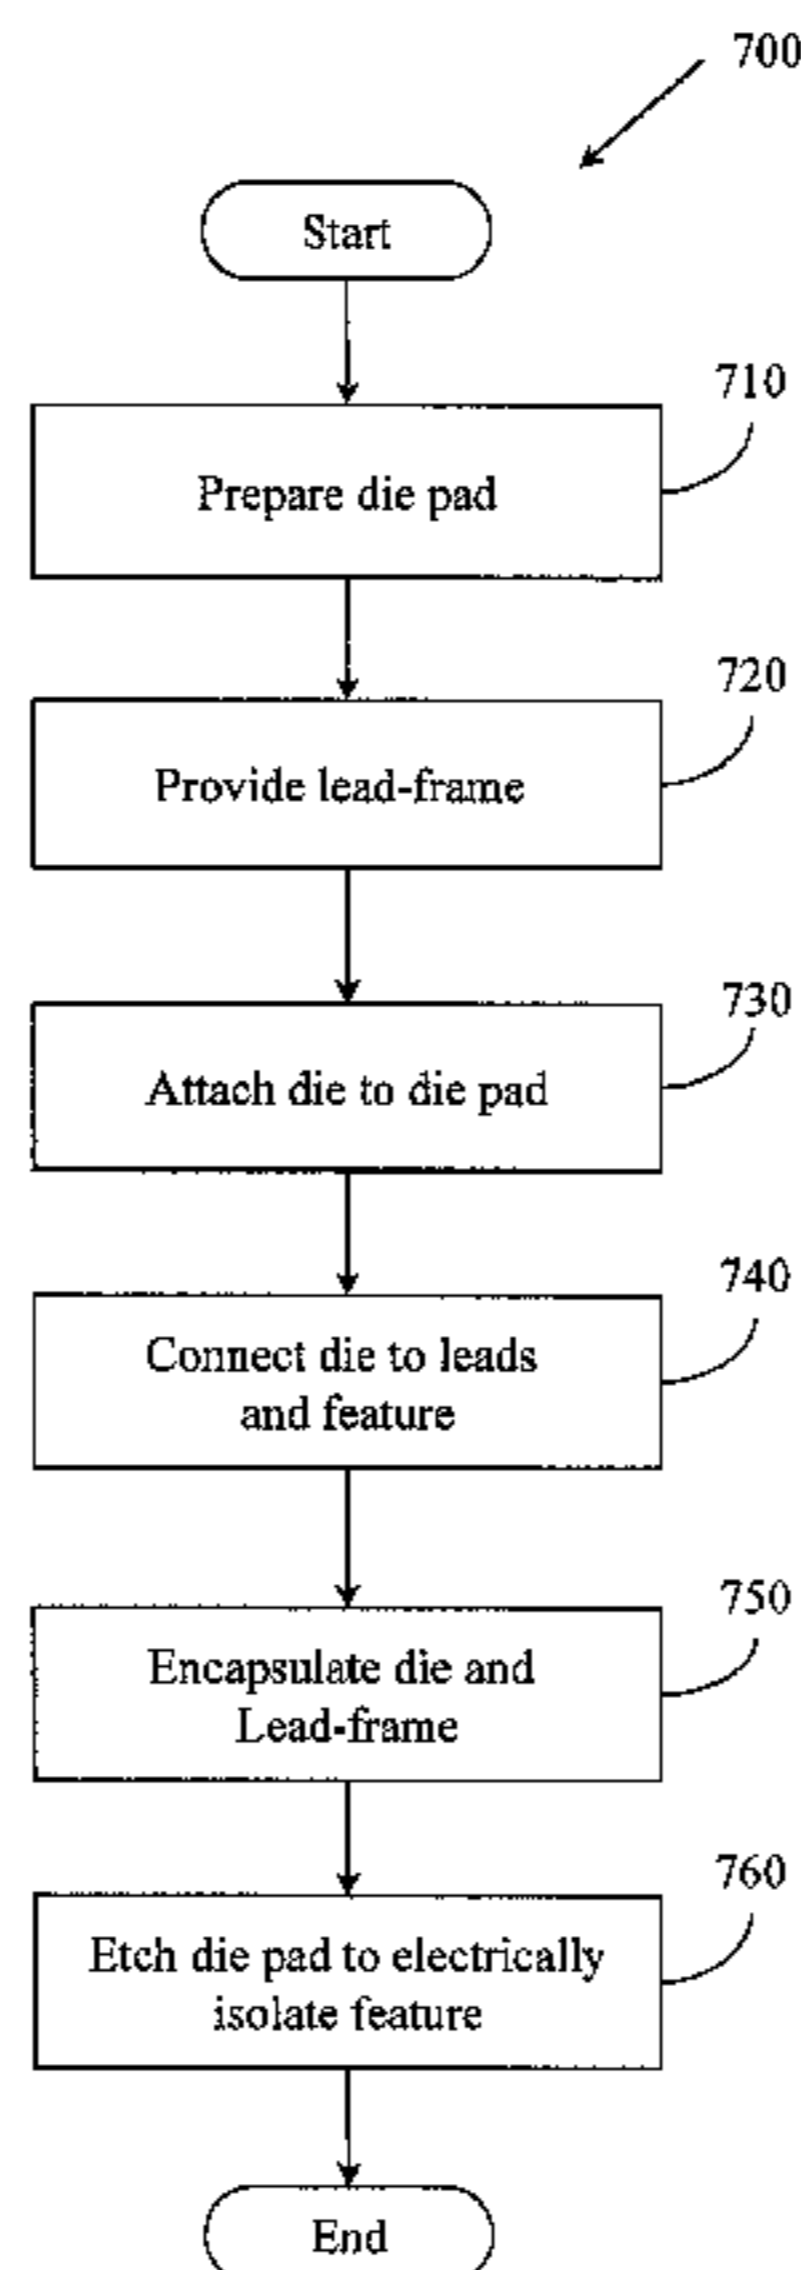 700
Start
710
Prepare die pad
720
Provide lead-frame
730
Attach die to die pad
740
Connect die to leads
and feature
750
Encapsulate die and
Lead-frame
760
Etch die pad to electrically
isolate feature
End